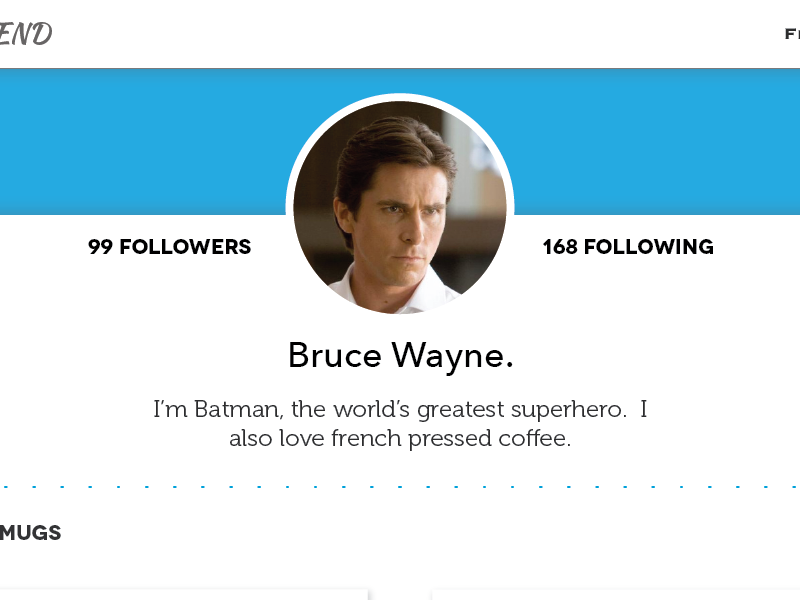 END
99 FOLLOWERS
168 FOLLOWING
Bruce Wayne.
I’m Batman, the world’s greatest superhero.  I
also love french pressed coffee.
MUGS